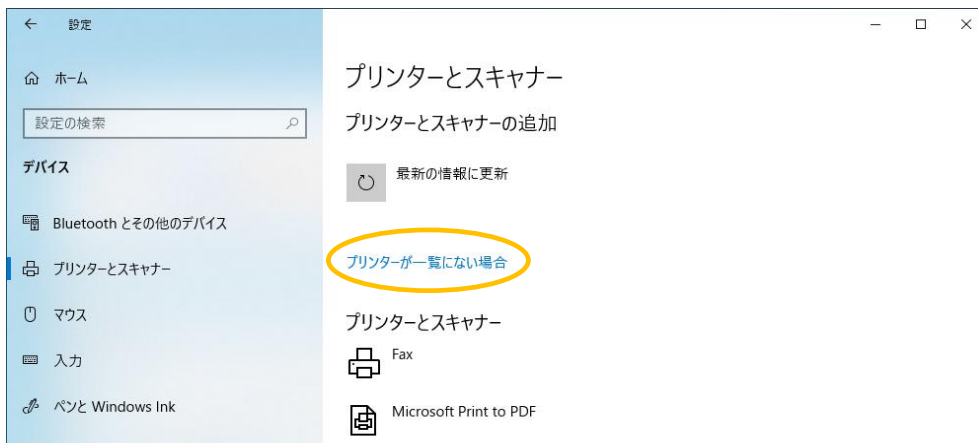 設定
ホーム
設定の検索
デバイス
Bluetooth とその他のデバイス
プリンターとスキャナー
マウス
入力
ペンと Windows Ink
プリンターとスキャナー
プリンターとスキャナーの追加
最新の情報に更新
プリンターが一覧にない場合
プリンターとスキャナー
Fax
Microsoft Print to PDF